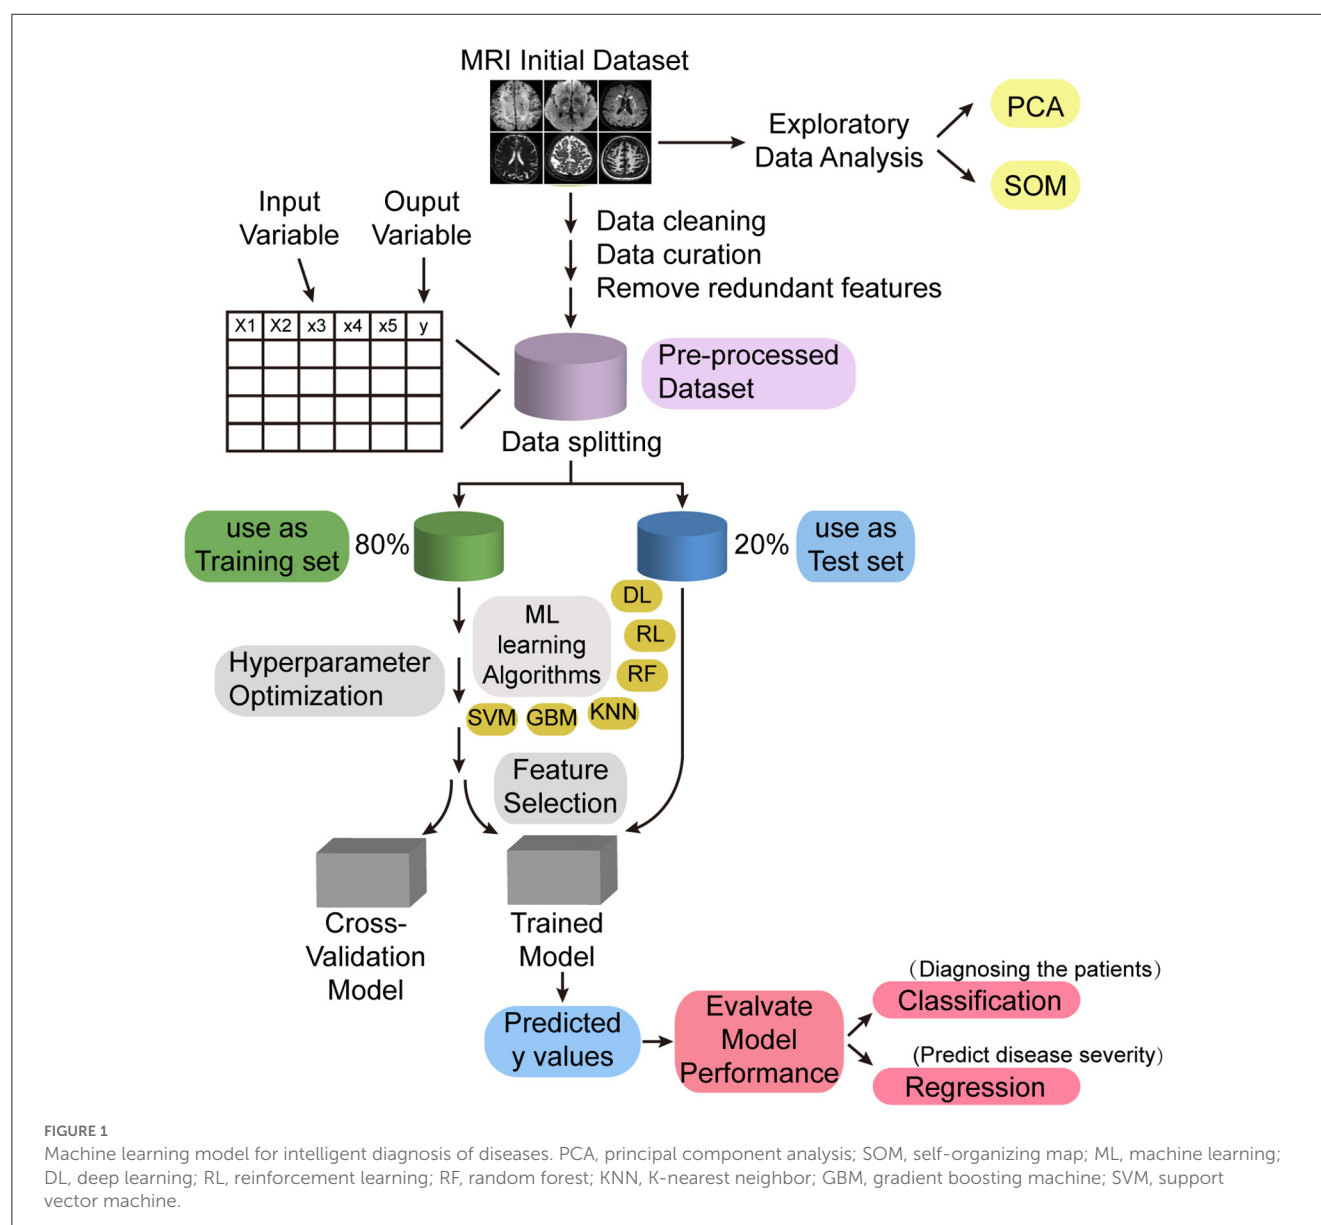 MRI Initial Dataset
Exploratory
Data Analysis
PCA
SOM
Input
Variable
Ouput
Variable
Data cleaning
Data curation
Remove redundant features
X1 X2 x3 x4 x5 y
Pre-processed
Dataset
Data splitting
use as
Training set
80%
20%
use as
Test set
ML
learning
Algorithms
DL
RL
RF
KNN
GBM
SVM
Hyperparameter
Optimization
Feature
Selection
Cross-
Validation
Model
Trained
Model
Predicted
y values
Evalvate
Model
Performance
(Diagnosing the patients)
Classification
(Predict disease severity)
Regression
FIGURE 1
Machine learning model for intelligent diagnosis of diseases. PCA, principal component analysis; SOM, self-organizing map; ML, machine learning;
DL, deep learning; RL, reinforcement learning; RF, random forest; KNN, K-nearest neighbor; GBM, gradient boosting machine; SVM, support
vector machine.